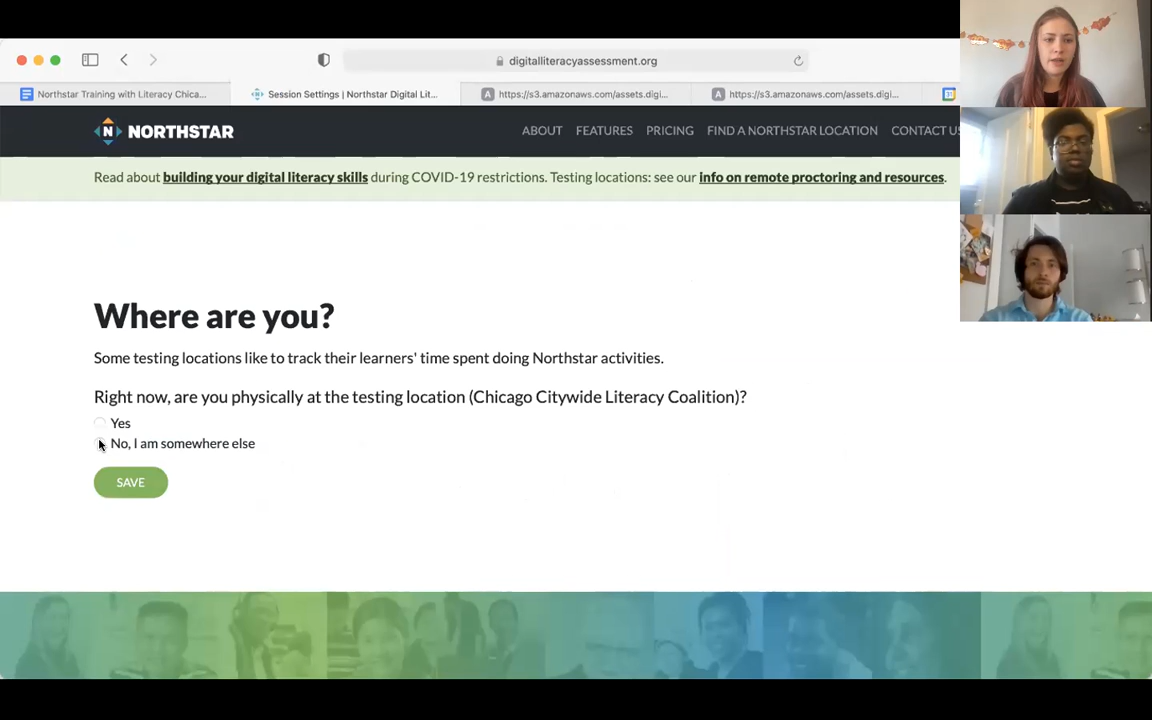 digitalliteracyassessment.org
Northstar Training with Literacy Chica...
Session Settings | Northstar Digital Lit...
https://s3.amazonaws.com/assets.digi...
https://s3.amazonaws.com/assets.digi...
N NORTHSTAR
ABOUT FEATURES PRICING FIND A NORTHSTAR LOCATION CONTACT US
Read about building your digital literacy skills during COVID-19 restrictions. Testing locations: see our info on remote proctoring and resources.
Where are you?
Some testing locations like to track their learners' time spent doing Northstar activities.
Right now, are you physically at the testing location (Chicago Citywide Literacy Coalition)?
Yes
No, I am somewhere else
SAVE